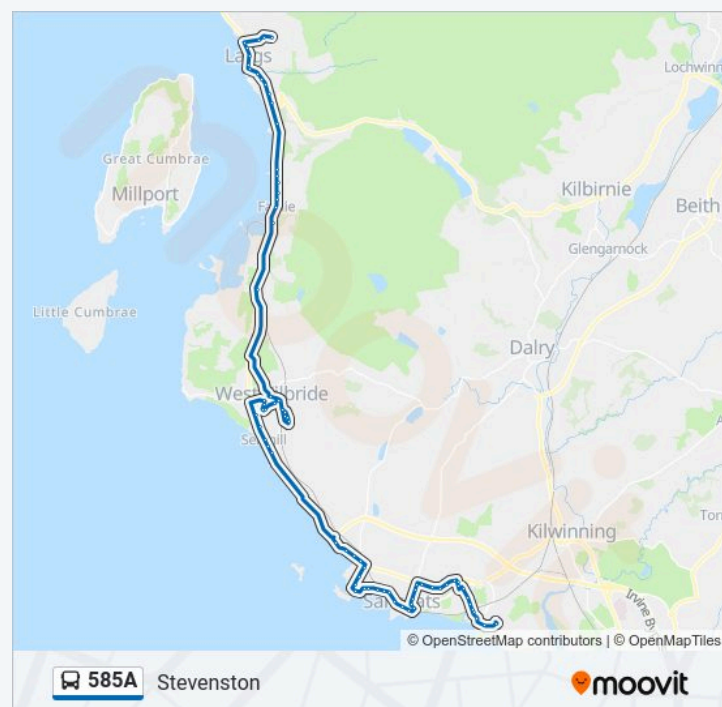 Largs
Lochwinn
Great Cumbrae
Millport
Kilbirnie
Fairlie
Beith
Glengarnock
Little Cumbrae
Dalry
West Kilbride
Seamill
Kilwinning
Saltcoats
Irvine By
© OpenStreetMap contributors | © OpenMapTiles
585A Stevenston
moovit